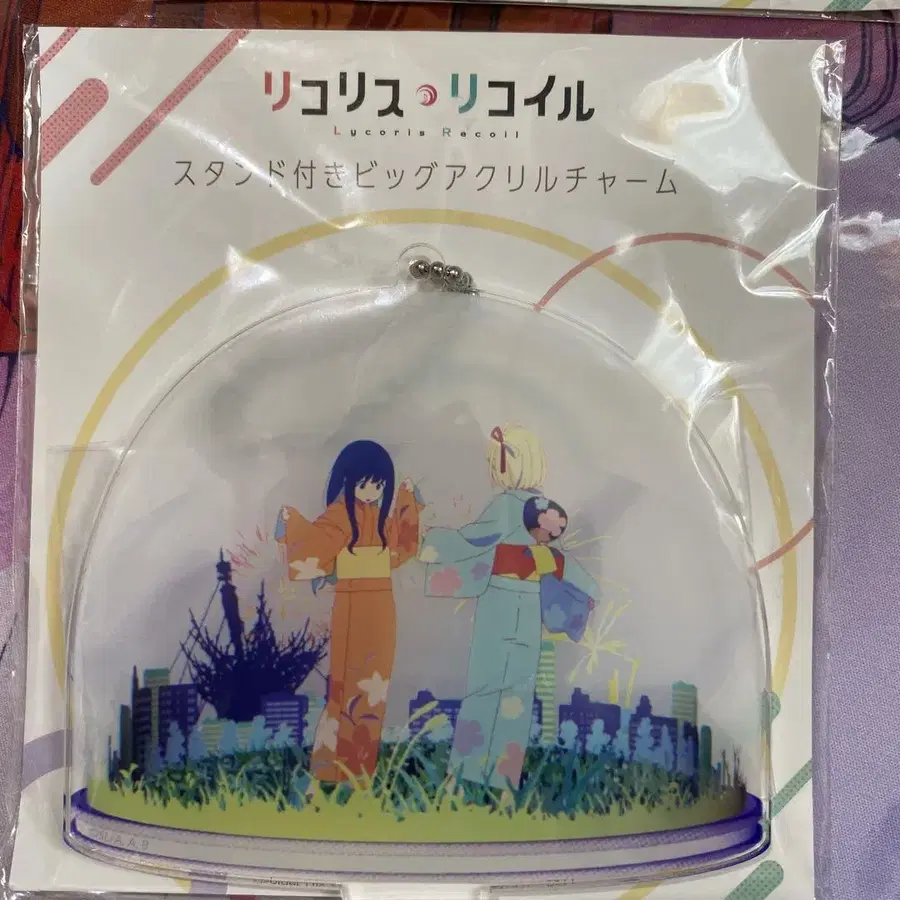 リコリス・リコイル
Lycoris Recoil
スタンド付きビッグアクリルチャーム